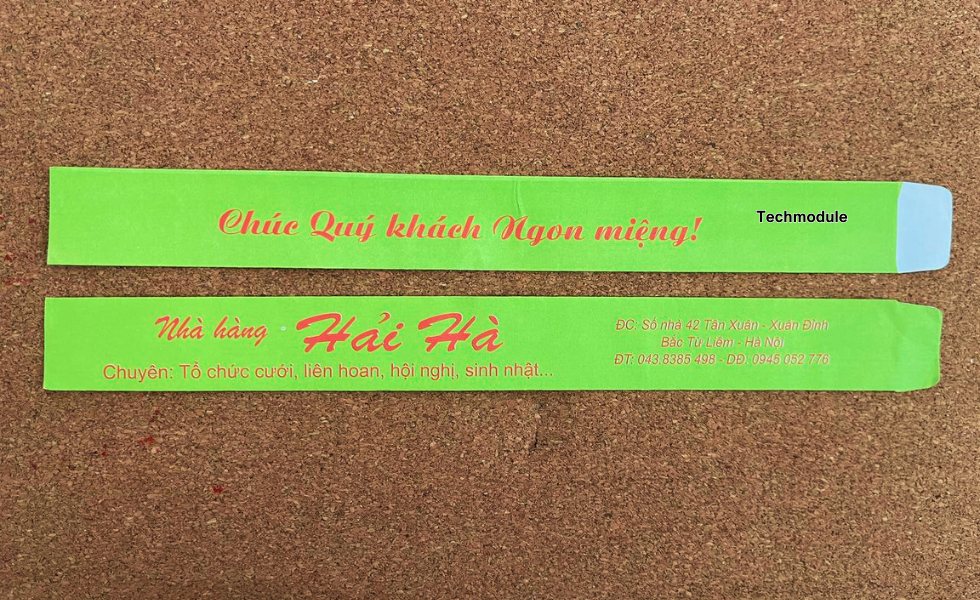 Chúc Quý khách Ngon miệng!
Techmodule
Nhà hàng Hải Hà
Chuyên: Tổ chức cưới, liên hoan, hội nghị, sinh nhật...
ĐC: Số nhà 42 Tân Xuân - Xuân Đỉnh
Bắc Từ Liêm - Hà Nội
ĐT: 043.8385 498 - DĐ: 0945 052 776